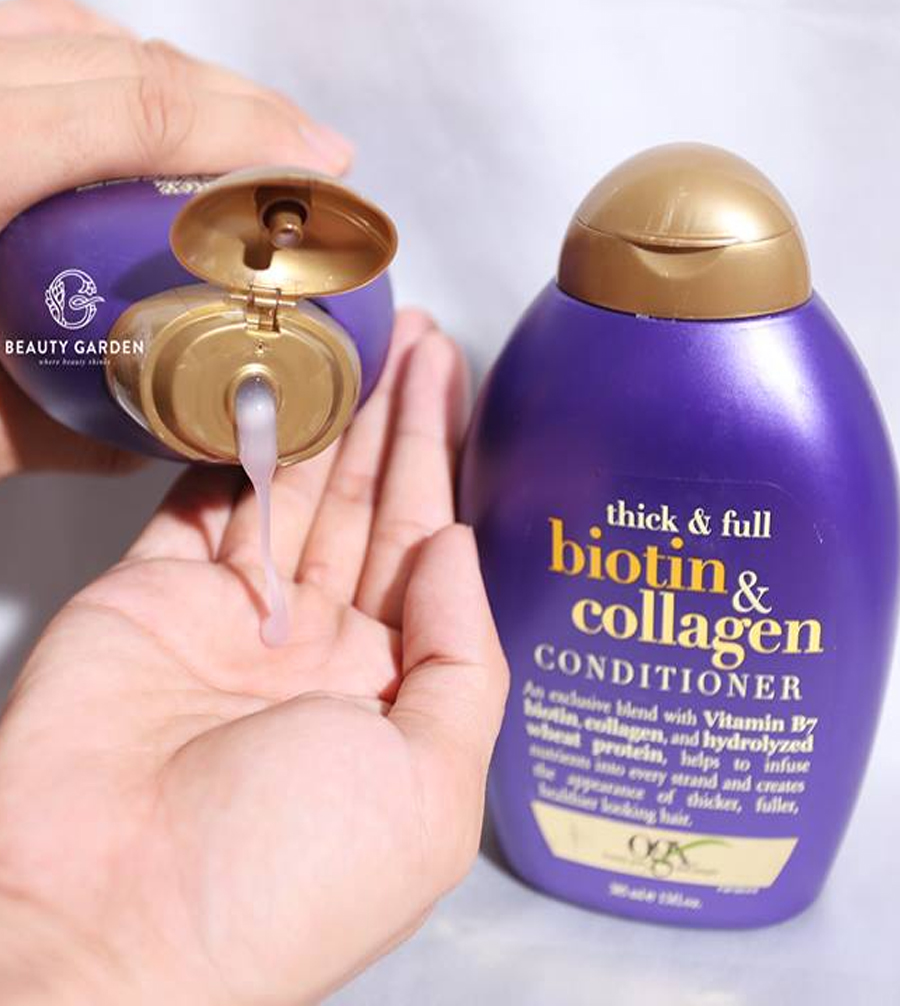 BEAUTY GARDEN
where beauty shines
thick & full
biotin &
collagen
CONDITIONER
An exclusive blend with Vitamin B7
biotin, collagen, and hydrolyzed
wheat protein, helps to infuse
nutrients into every strand and creates
the appearance of thicker, fuller,
healthier looking hair.
OGX